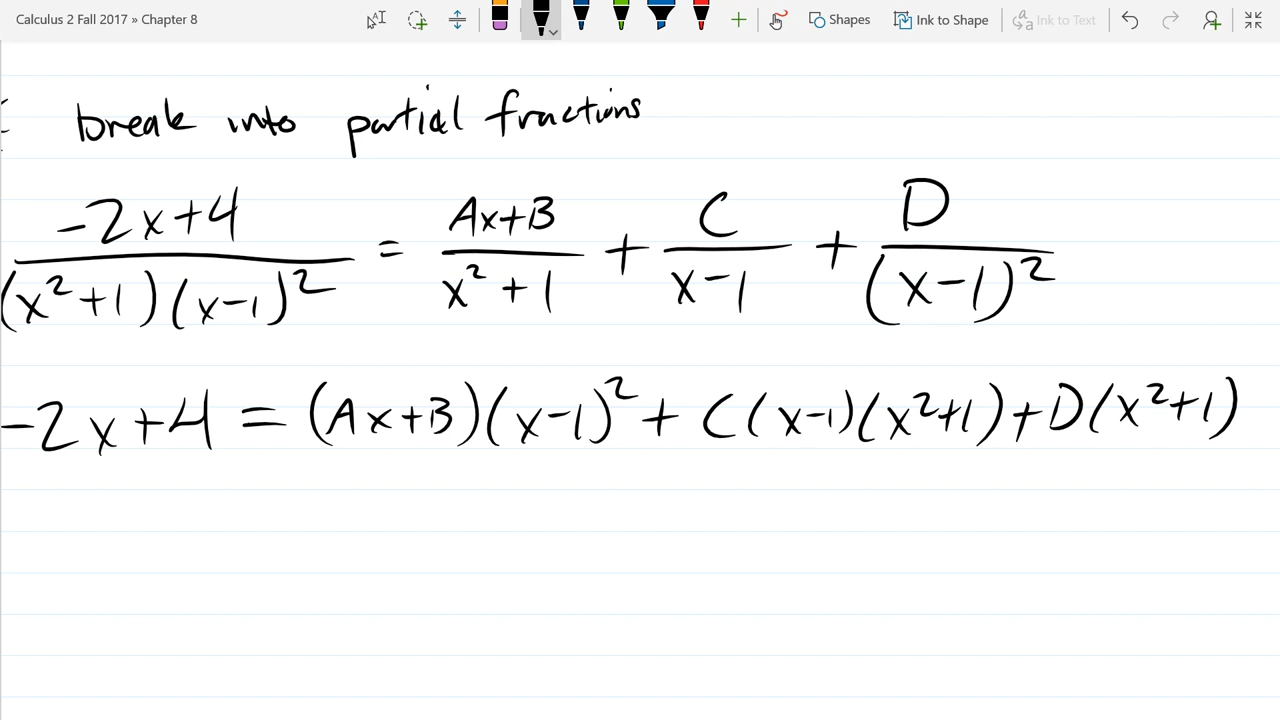 Calculus 2 Fall 2017 » Chapter 8
Shapes
Ink to Shape
Ink to Text
break into partial fractions
(-2x+4)/((x²+1)(x-1)²) = (Ax+B)/(x²+1) + C/(x-1) + D/(x-1)²
-2x+4 = (Ax+B)(x-1)² + C(x-1)(x²+1) + D(x²+1)